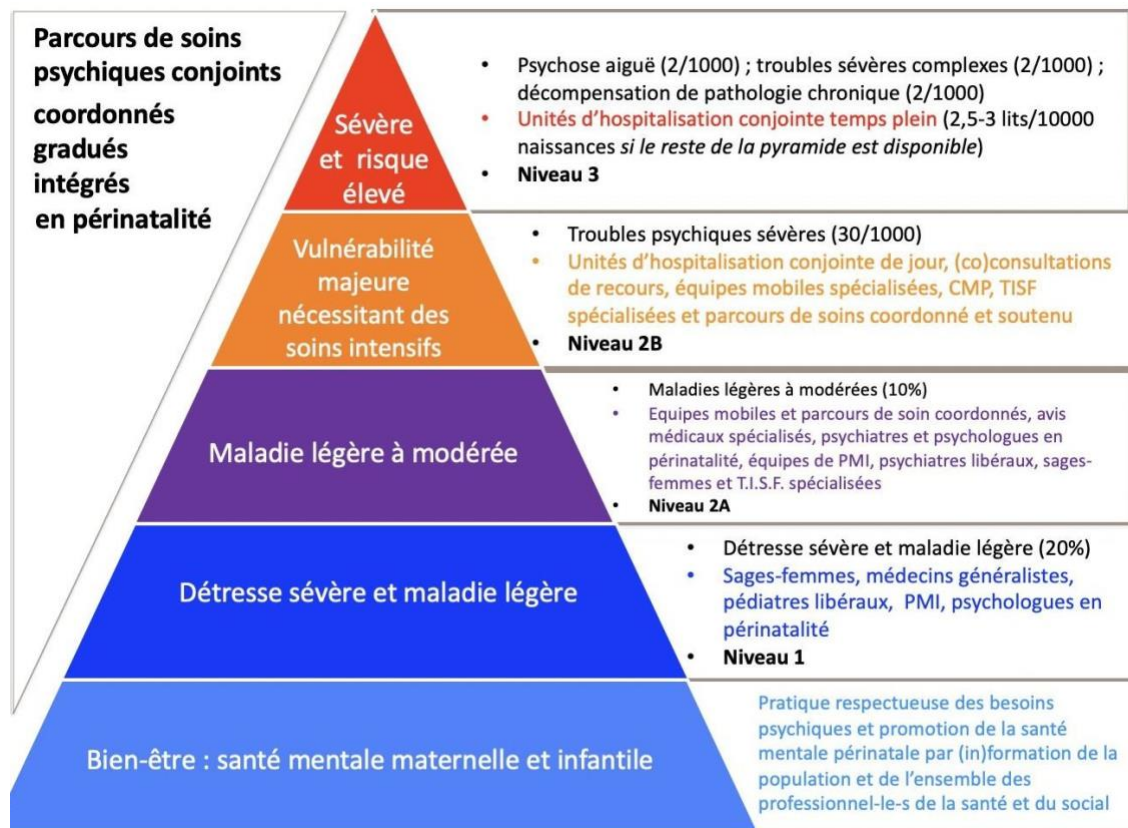 Parcours de soins
psychiques conjoints
coordonnés
gradués
intégrés
en périnatalité
Sévère
et risque
élevé
• Psychose aiguë (2/1000) ; troubles sévères complexes (2/1000) ;
décompensation de pathologie chronique (2/1000)
• Unités d’hospitalisation conjointe temps plein (2,5-3 lits/10000
naissances si le reste de la pyramide est disponible)
• Niveau 3
Vulnérabilité
majeure
nécessitant des
soins intensifs
• Troubles psychiques sévères (30/1000)
• Unités d’hospitalisation conjointe de jour, (co)consultations
de recours, équipes mobiles spécialisées, CMP, TISF
spécialisées et parcours de soins coordonné et soutenu
• Niveau 2B
Maladie légère à modérée
• Maladies légères à modérées (10%)
• Equipes mobiles et parcours de soin coordonnés, avis
médicaux spécialisés, psychiatres et psychologues en
périnatalité, équipes de PMI, psychiatres libéraux, sages-
femmes et T.I.S.F. spécialisées
• Niveau 2A
Détresse sévère et maladie légère
• Détresse sévère et maladie légère (20%)
• Sages-femmes, médecins généralistes,
pédiatres libéraux, PMI, psychologues en
périnatalité
• Niveau 1
Bien-être : santé mentale maternelle et infantile
Pratique respectueuse des besoins
psychiques et promotion de la santé
mentale périnatale par (in)formation de la
population et de l’ensemble des
professionnel-le-s de la santé et du social